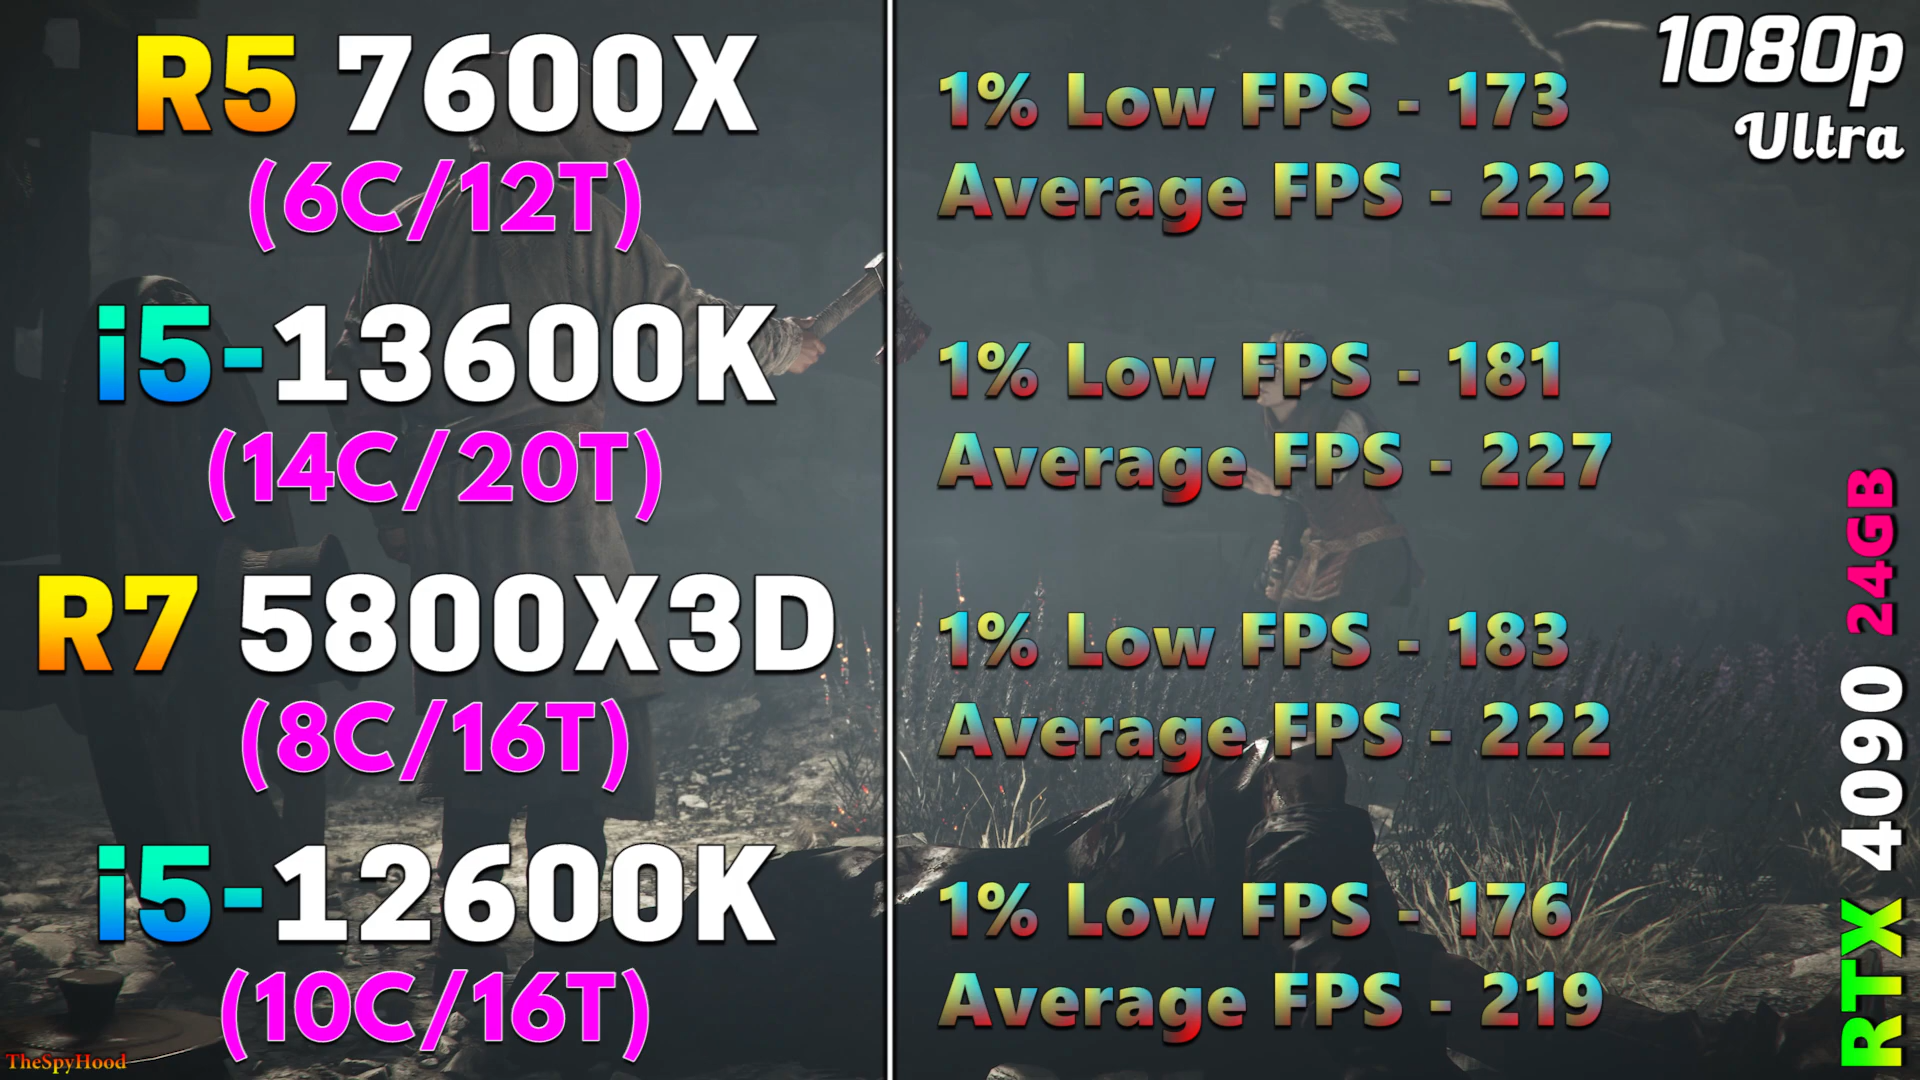 R5 7600X
(6C/12T)
1% Low FPS - 173
Average FPS - 222
i5-13600K
(14C/20T)
1% Low FPS - 181
Average FPS - 227
R7 5800X3D
(8C/16T)
1% Low FPS - 183
Average FPS - 222
i5-12600K
(10C/16T)
1% Low FPS - 176
Average FPS - 219
1080p
Ultra
RTX 4090 24GB
TheSpyHood